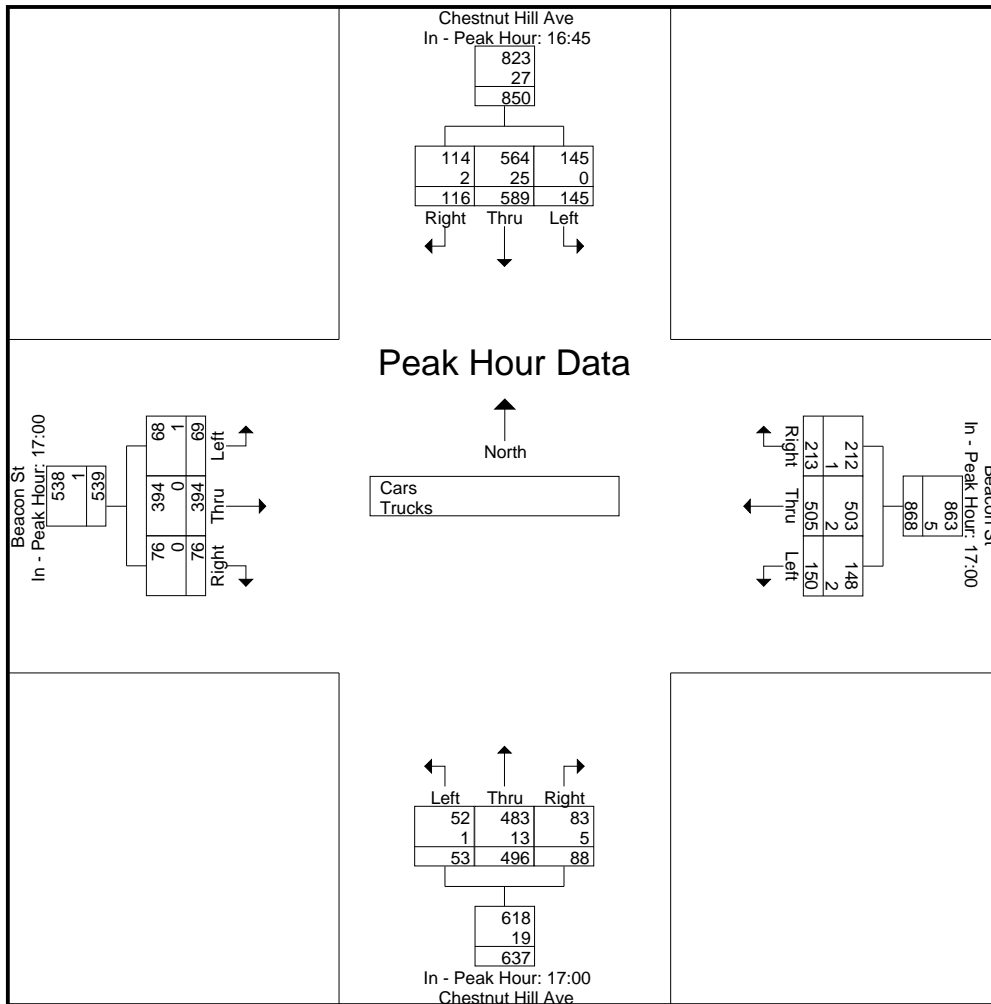 Chestnut Hill Ave
In - Peak Hour: 16:45
823
27
850
114 564 145
2 25 0
116 589 145
Right Thru Left
Peak Hour Data
North
Cars
Trucks
Beacon St
In - Peak Hour: 17:00
538
1
539
68 394 76
1 0 0
69 394 76
Left Thru Right
Beacon St
In - Peak Hour: 17:00
863
5
868
212 503 148
1 2 2
213 505 150
Right Thru Left
Left Thru Right
52 483 83
1 13 5
53 496 88
618
19
637
In - Peak Hour: 17:00
Chestnut Hill Ave